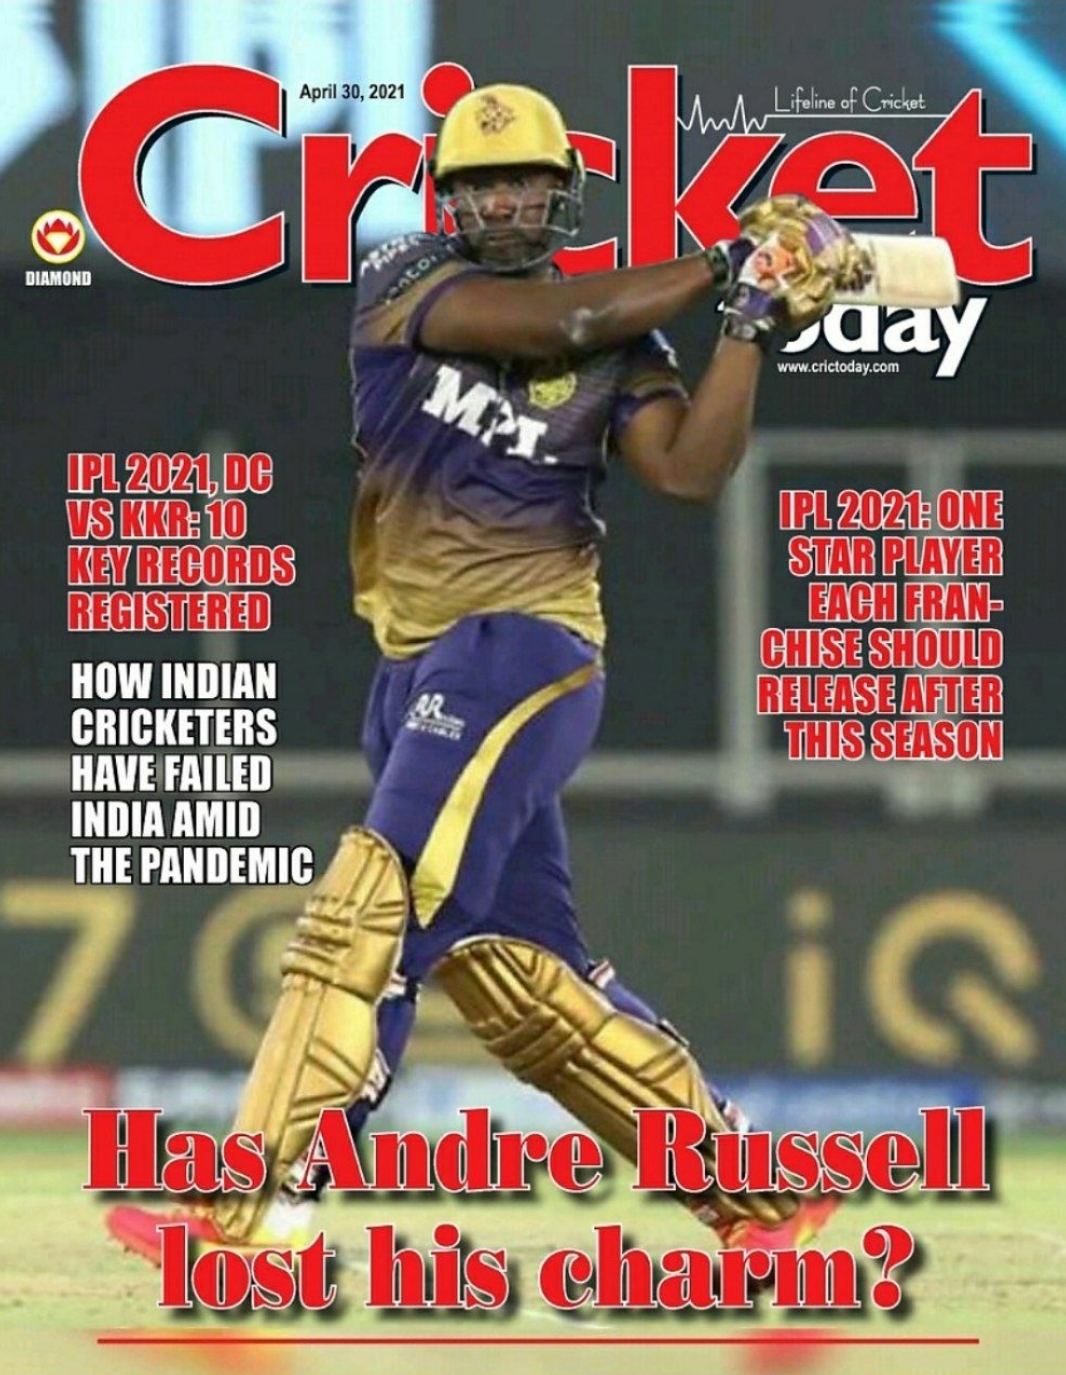 April 30, 2021
Lifeline of Cricket
Cricket
today
www.crictoday.com
DIAMOND
MPL
IPL 2021, DC
VS KKR: 10
KEY RECORDS
REGISTERED
HOW INDIAN
CRICKETERS
HAVE FAILED
INDIA AMID
THE PANDEMIC
IPL 2021: ONE
STAR PLAYER
EACH FRAN-
CHISE SHOULD
RELEASE AFTER
THIS SEASON
iQ
Has Andre Russell
lost his charm?